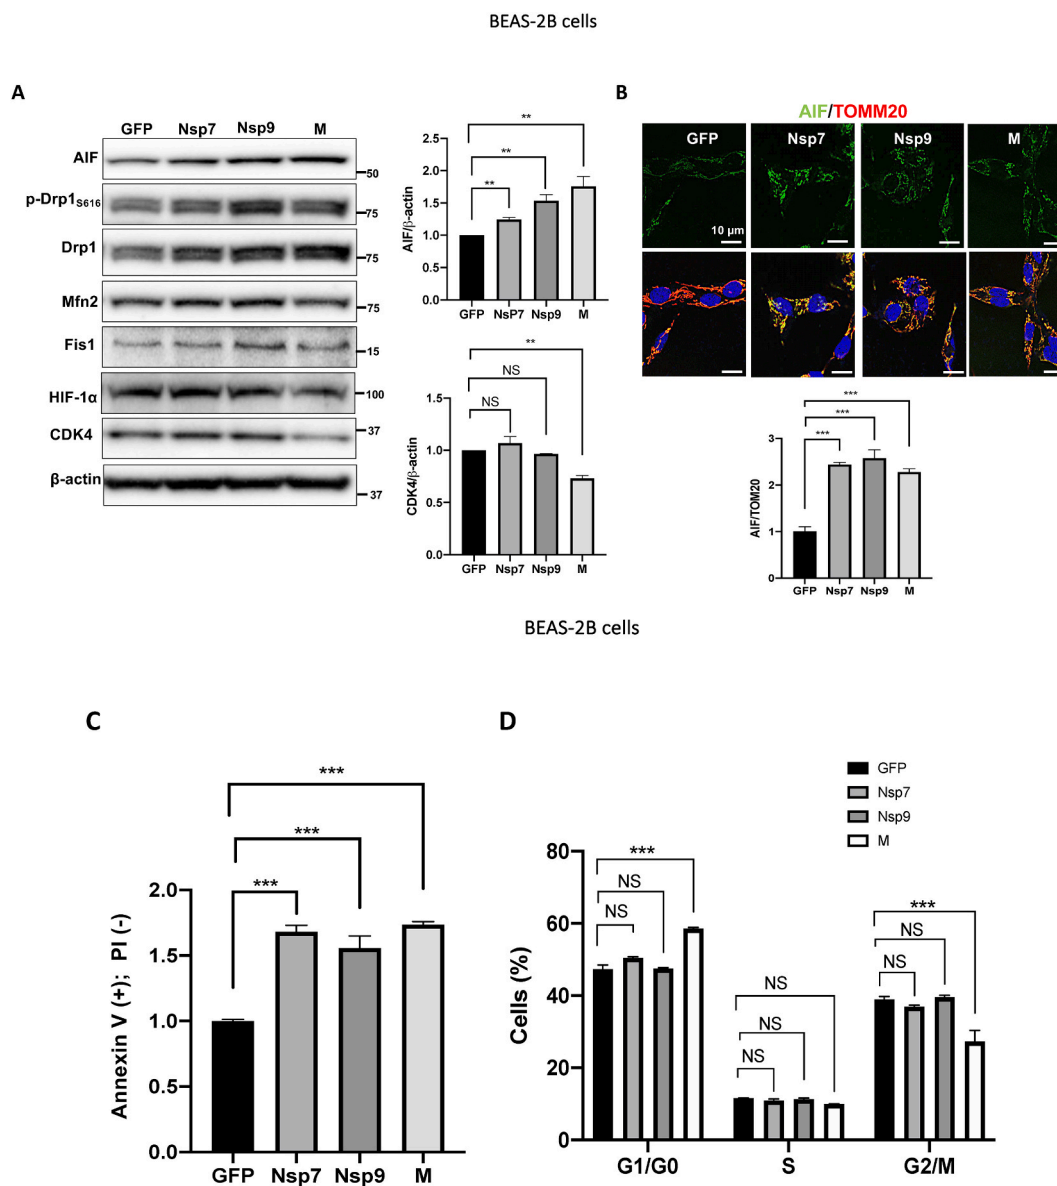 BEAS-2B cells
A
GFP Nsp7 Nsp9 M
AIF
50
p-Drp1S616
75
Drp1
75
Mfn2
75
Fis1
15
HIF-1α
100
CDK4
37
β-actin
37
**
**
**
AIF/β-actin
2.0
1.5
1.0
0.5
0.0
GFP NsP7 Nsp9 M
**
NS
NS
CDK4/β-actin
1.5
1.0
0.5
0.0
GFP Nsp7 Nsp9 M
B
AIF/TOMM20
GFP Nsp7 Nsp9 M
10 μm
***
***
***
AIF/TOM20
3
2
1
0
GFP Nsp7 Nsp9 M
BEAS-2B cells
C
***
***
***
Annexin V (+); PI (-)
2.0
1.5
1.0
0.5
0.0
GFP Nsp7 Nsp9 M
D
GFP
Nsp7
Nsp9
M
Cells (%)
80
60
40
20
0
***
NS
NS
NS
NS
NS
***
NS
NS
G1/G0 S G2/M